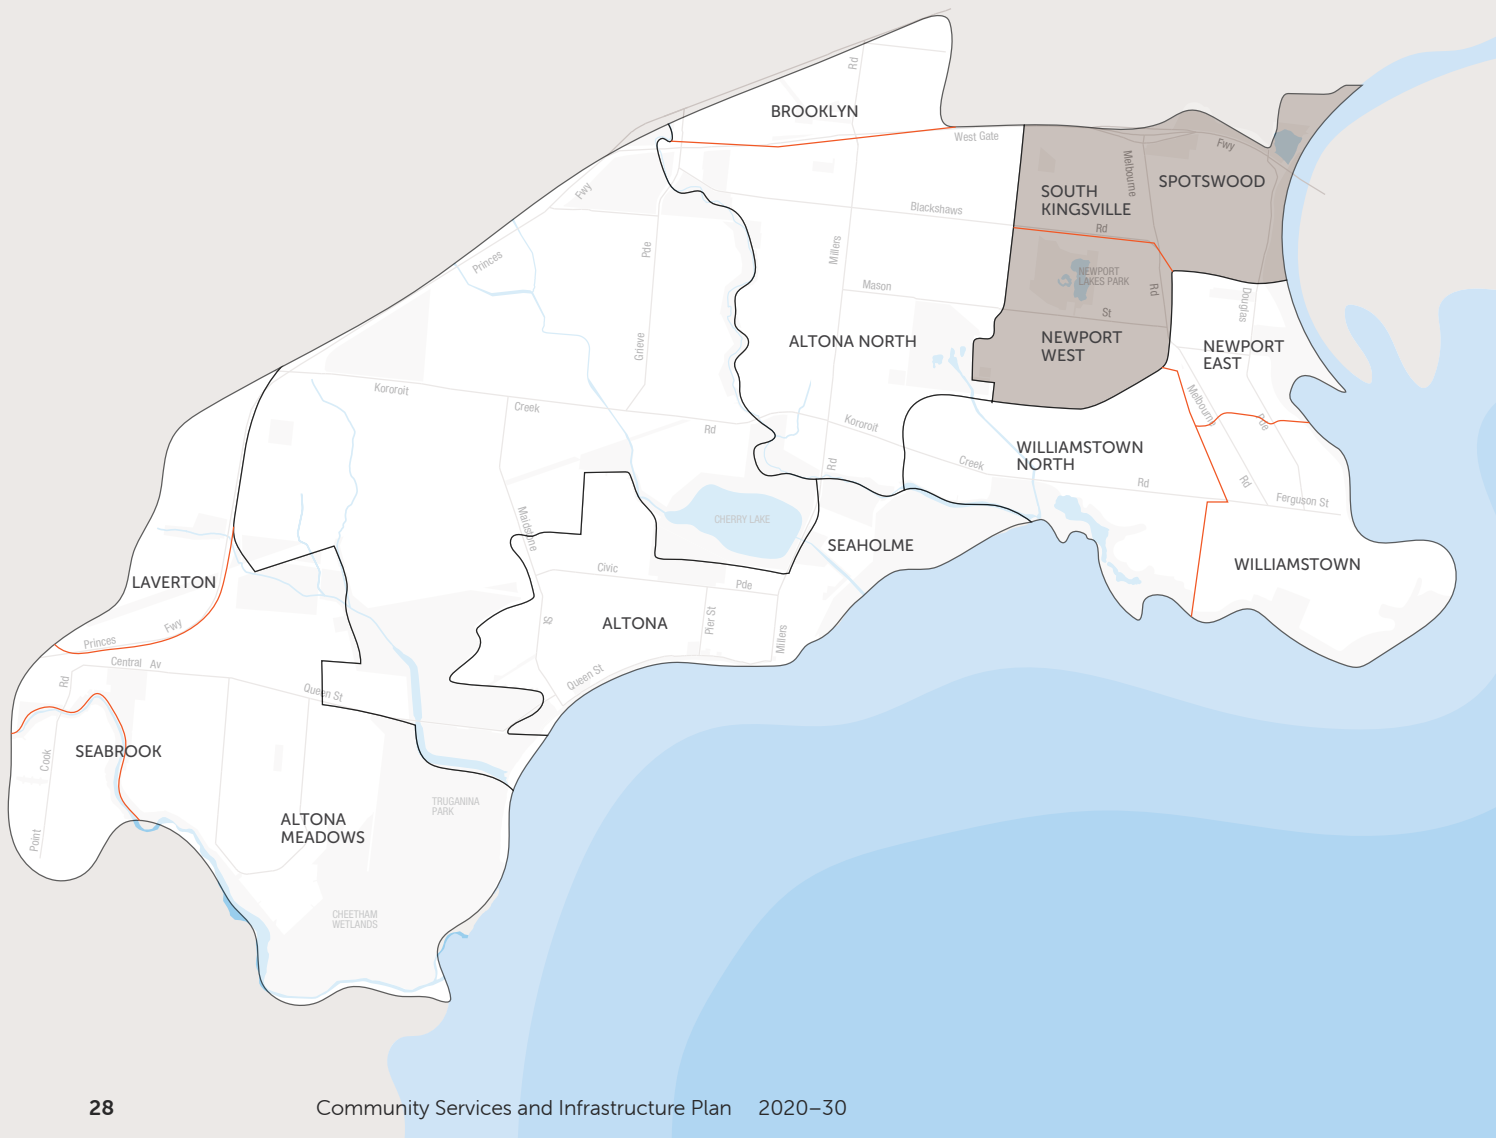 BROOKLYN
Rd
West Gate
Fwy
Melbourne
SPOTSWOOD
SOUTH
KINGSVILLE
Fwy
Blackshaws
Rd
Pde
Millers
Princes
NEWPORT
LAKES PARK
Mason
Rd
Douglas
St
NEWPORT
WEST
ALTONA NORTH
NEWPORT
EAST
Grieve
Kororoit
Creek
Rd
Kororoit
Melbourne
Pde
WILLIAMSTOWN
NORTH
Creek
Rd
Rd
Rd
Ferguson St
Maidstone
CHERRY LAKE
SEAHOLME
WILLIAMSTOWN
Civic
Pde
LAVERTON
St
ALTONA
Pier St
Millers
Princes
Fwy
Central Av
Rd
Queen St
Queen St
SEABROOK
Cook
Point
ALTONA
MEADOWS
TRUGANINA
PARK
CHEETHAM
WETLANDS
28 Community Services and Infrastructure Plan 2020–30